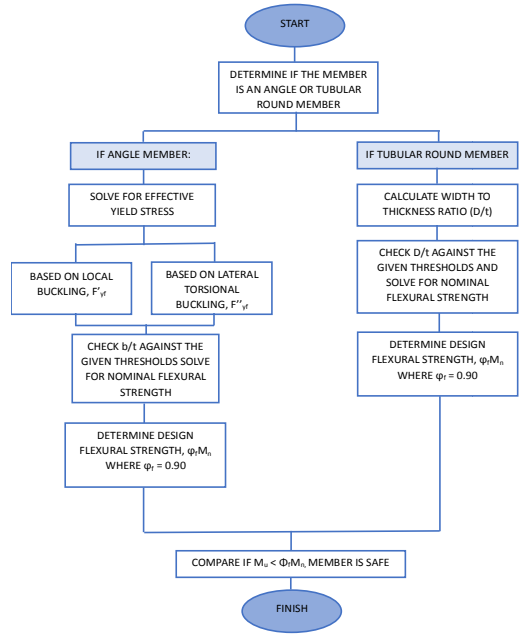 START
DETERMINE IF THE MEMBER
IS AN ANGLE OR TUBULAR
ROUND MEMBER
IF ANGLE MEMBER:
SOLVE FOR EFFECTIVE
YIELD STRESS
BASED ON LOCAL
BUCKLING, F'yf
BASED ON LATERAL
TORSIONAL
BUCKLING, F''yf
CHECK b/t AGAINST THE
GIVEN THRESHOLDS SOLVE
FOR NOMINAL FLEXURAL
STRENGTH
DETERMINE DESIGN
FLEXURAL STRENGTH, φfMn
WHERE φf = 0.90
IF TUBULAR ROUND MEMBER
CALCULATE WIDTH TO
THICKNESS RATIO (D/t)
CHECK D/t AGAINST THE
GIVEN THRESHOLDS AND
SOLVE FOR NOMINAL
FLEXURAL STRENGTH
DETERMINE DESIGN
FLEXURAL STRENGTH, φfMn
WHERE φf = 0.90
COMPARE IF Mu < ΦfMn, MEMBER IS SAFE
FINISH